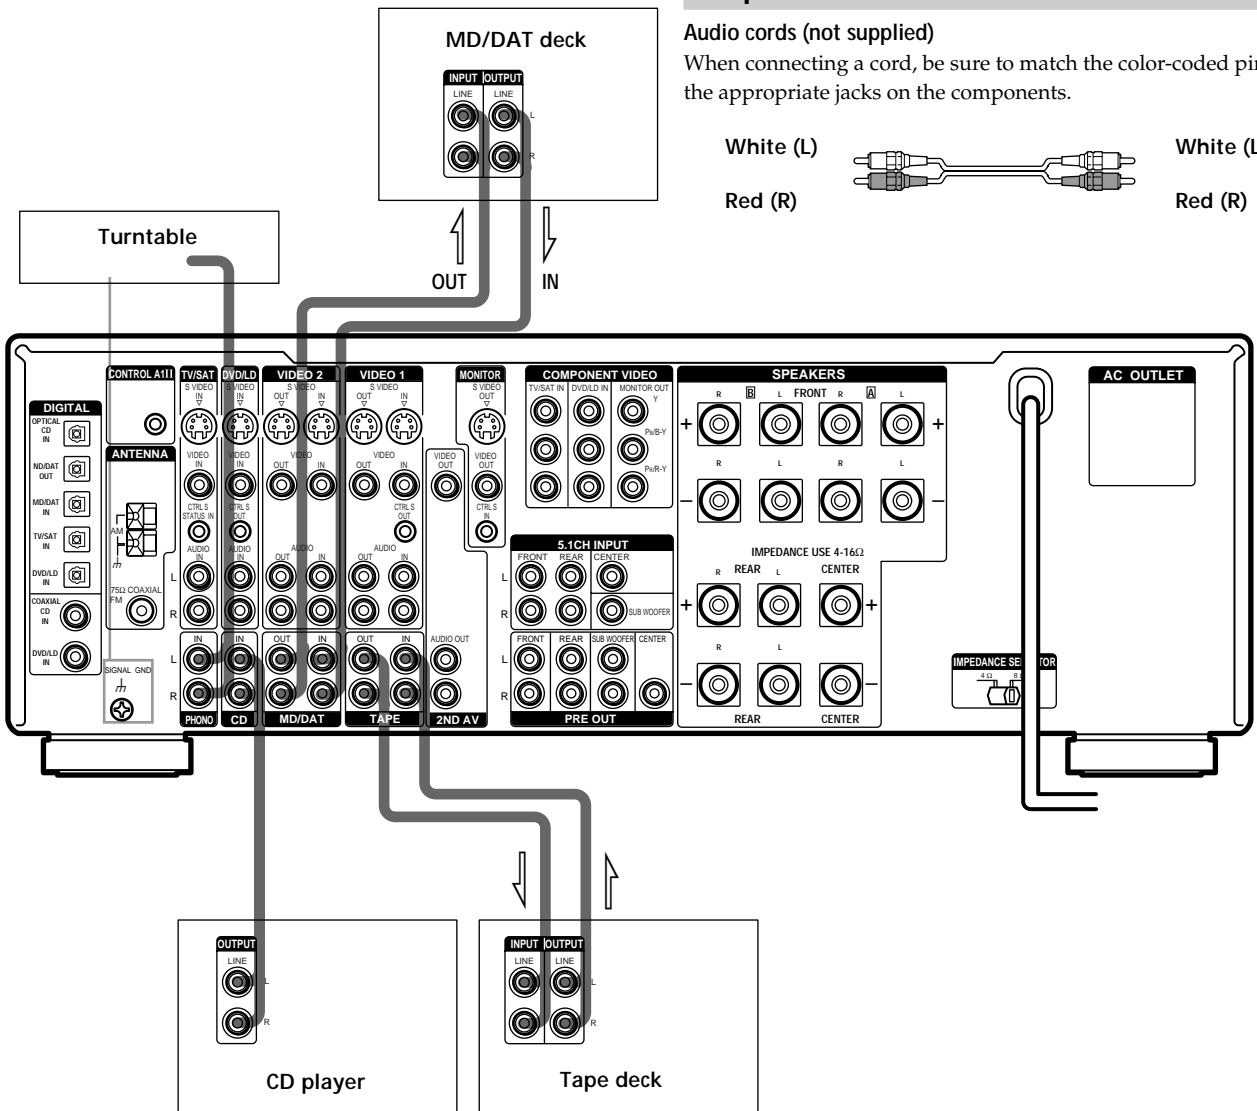 Audio cords (not supplied)
When connecting a cord, be sure to match the color-coded pin
the appropriate jacks on the components.
White (L)
White (L
Red (R)
Red (R)
MD/DAT deck
INPUT OUTPUT
LINE LINE
L
R
Turntable
OUT
IN
CONTROL A1II
TV/SAT
S VIDEO
IN
VIDEO
IN
CTRL S
STATUS IN
AUDIO
IN
DVD/LD
S VIDEO
IN
VIDEO
IN
CTRL S
OUT
AUDIO
IN
VIDEO 2
S VIDEO
OUT IN
VIDEO
OUT IN
AUDIO
OUT IN
VIDEO 1
S VIDEO
OUT IN
VIDEO
OUT IN
CTRL S
OUT
AUDIO
OUT IN
L
R
MONITOR
S VIDEO
OUT
VIDEO
OUT
CTRL S
IN
VIDEO
OUT
AUDIO OUT
2ND AV
DIGITAL
OPTICAL
CD
IN
ND/DAT
OUT
MD/DAT
IN
TV/SAT
IN
DVD/LD
IN
COAXIAL
CD
IN
DVD/LD
IN
ANTENNA
AM
75Ω COAXIAL
FM
SIGNAL GND
L
R
IN
PHONO
IN
CD
OUT IN
MD/DAT
OUT IN
TAPE
COMPONENT VIDEO
TV/SAT IN DVD/LD IN MONITOR OUT
Y
PB/B-Y
PR/R-Y
5.1CH INPUT
FRONT REAR CENTER
L
R
SUB WOOFER
FRONT REAR SUB WOOFER CENTER
L
R
PRE OUT
SPEAKERS
R B L FRONT R A L
+ +
R L R L
– –
IMPEDANCE USE 4-16Ω
R REAR L CENTER
+ +
R L
– –
REAR CENTER
AC OUTLET
IMPEDANCE SE TOR
4 Ω 8
OUTPUT
LINE
L
R
CD player
INPUT OUTPUT
LINE LINE
L
R
Tape deck